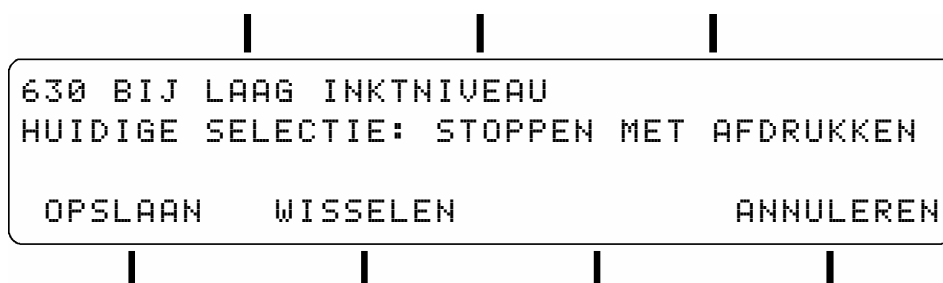 630 BIJ LAAG INKTNIVEAU
HUIDIGE SELECTIE: STOPPEN MET AFDRUKKEN
OPSLAAN WISSELEN ANNULEREN